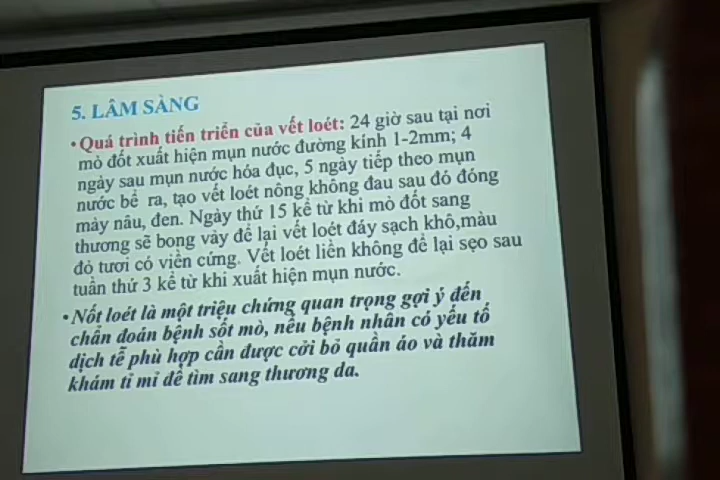 5. LÂM SÀNG
•Quá trình tiến triển của vết loét: 24 giờ sau tại nơi
mò đốt xuất hiện mụn nước đường kính 1-2mm; 4
ngày sau mụn nước hóa đục, 5 ngày tiếp theo mụn
nước bể ra, tạo vết loét nông không đau sau đó đóng
mày nâu, đen. Ngày thứ 15 kể từ khi mò đốt sang
thương sẽ bong vảy để lại vết loét đáy sạch khô,màu
đỏ tươi có viền cứng. Vết loét liền không để lại sẹo sau
tuần thứ 3 kể từ khi xuất hiện mụn nước.
•Nốt loét là một triệu chứng quan trọng gợi ý đến
chẩn đoán bệnh sốt mò, nếu bệnh nhân có yếu tố
dịch tễ phù hợp cần được cởi bỏ quần áo và thăm
khám tỉ mỉ để tìm sang thương da.